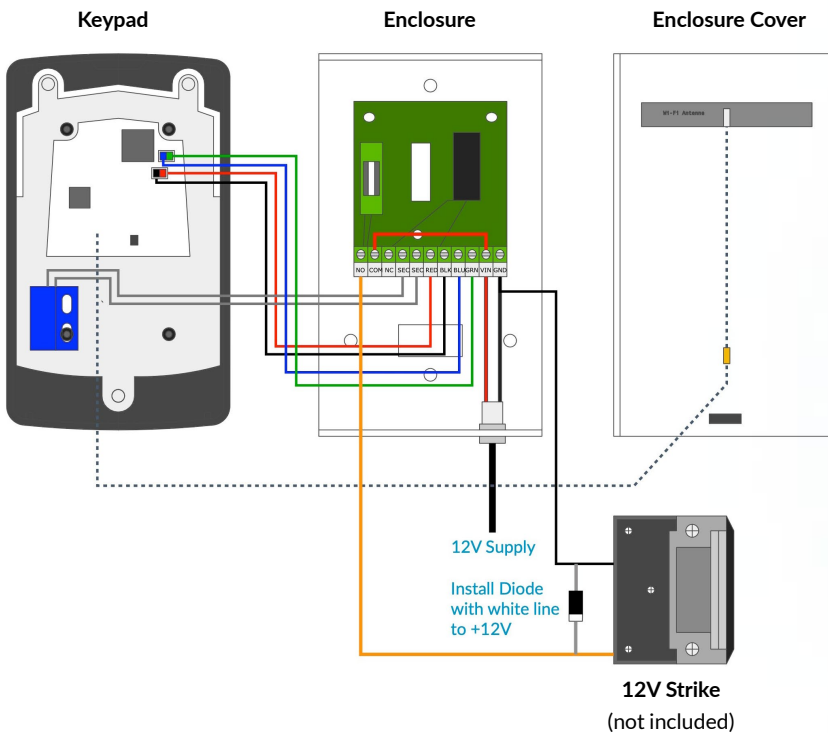 Keypad
Enclosure
Enclosure Cover
Wi-Fi Antenna
NO COM NC SEC SEC RED BLK BLU GRN VIN GND
12V Supply
Install Diode
with white line
to +12V
12V Strike
(not included)